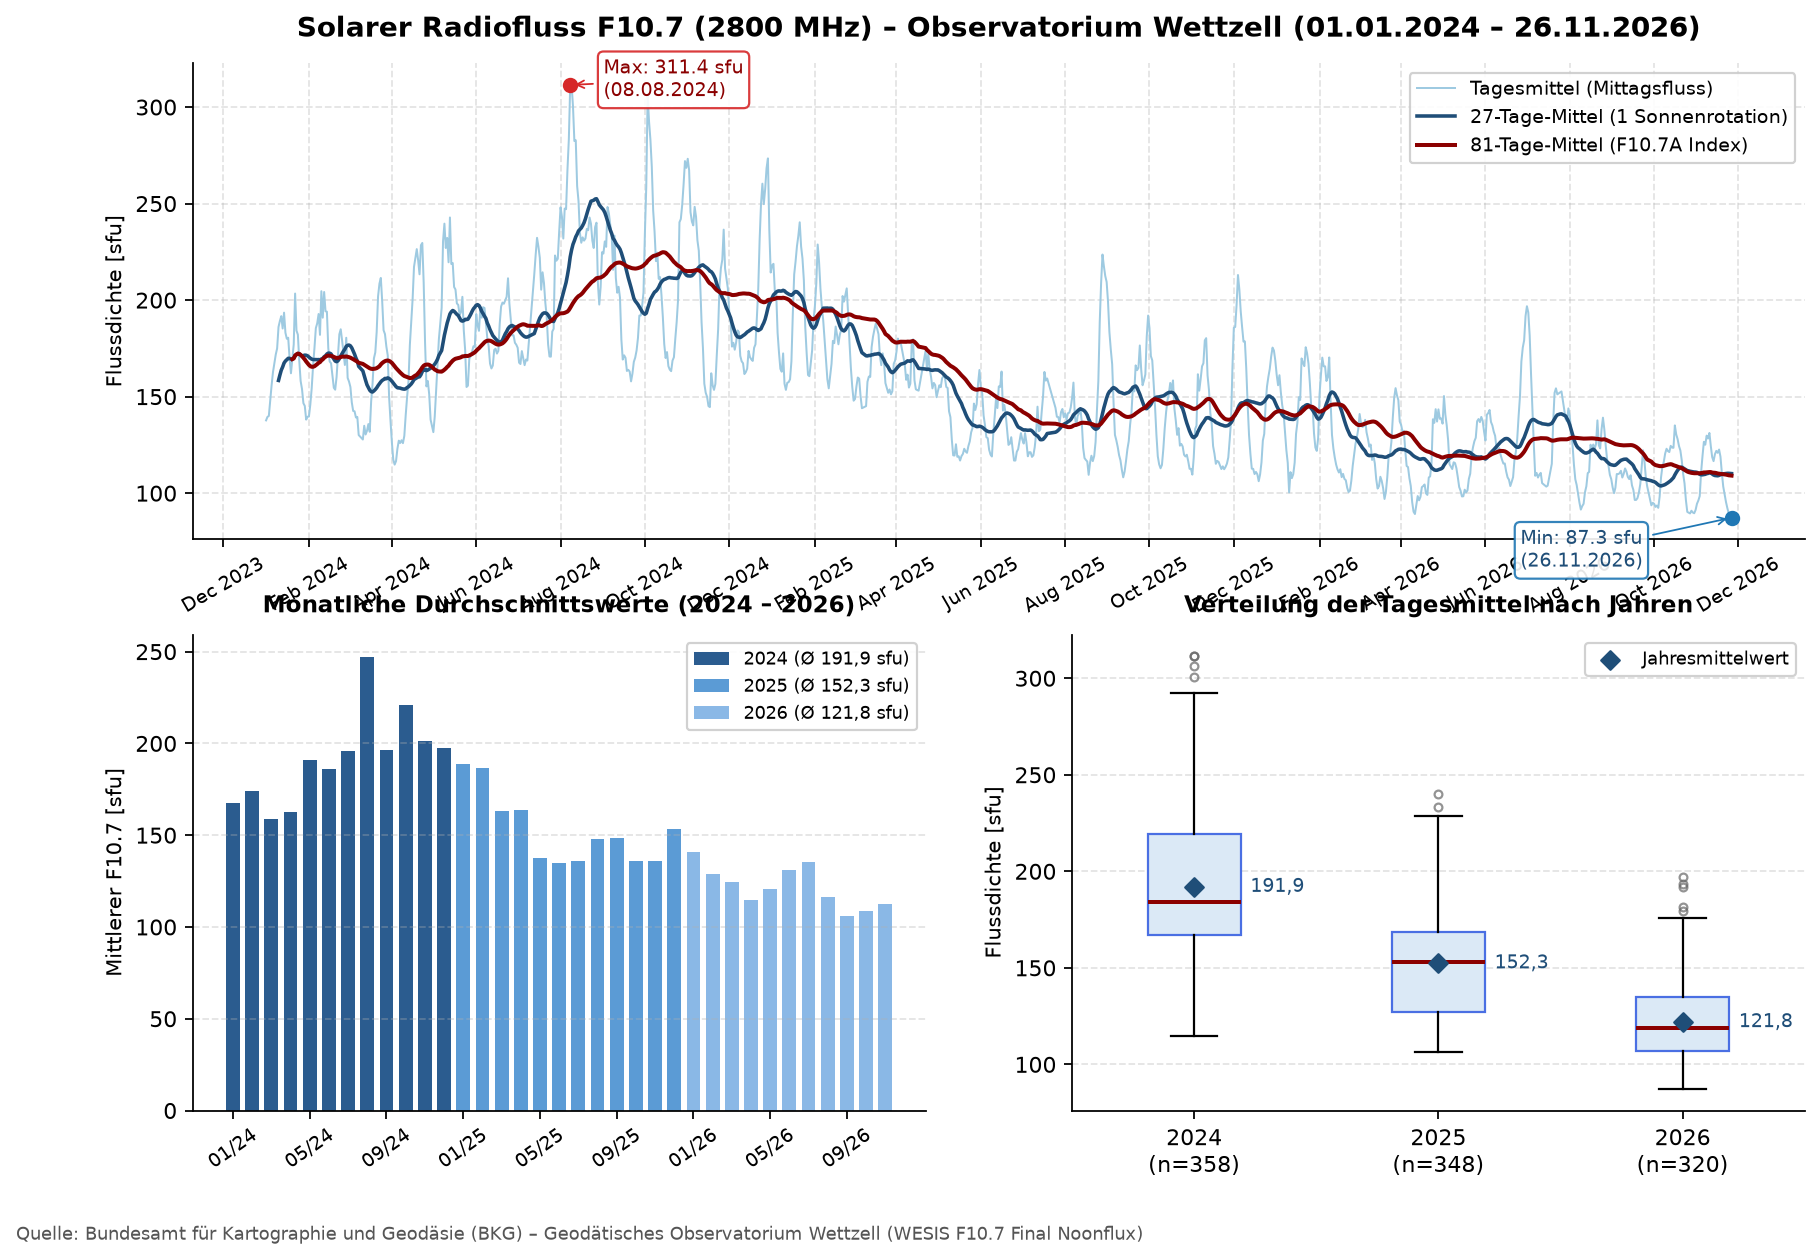 Solarer Radiofluss F10.7 (2800 MHz) – Observatorium Wettzell (01.01.2024 – 26.11.2026)
Flussdichte [sfu]
300
250
200
150
100
Max: 311.4 sfu
(08.08.2024)
Tagesmittel (Mittagsfluss)
27-Tage-Mittel (1 Sonnenrotation)
81-Tage-Mittel (F10.7A Index)
Min: 87.3 sfu
(26.11.2026)
Dec 2023
Feb 2024
Apr 2024
Jun 2024
Aug 2024
Oct 2024
Dec 2024
Feb 2025
Apr 2025
Jun 2025
Aug 2025
Oct 2025
Dec 2025
Feb 2026
Apr 2026
Jun 2026
Aug 2026
Oct 2026
Dec 2026
Monatliche Durchschnittswerte (2024 – 2026)
Mittlerer F10.7 [sfu]
250
200
150
100
50
0
2024 (Ø 191,9 sfu)
2025 (Ø 152,3 sfu)
2026 (Ø 121,8 sfu)
01/24
05/24
09/24
01/25
05/25
09/25
01/26
05/26
09/26
Verteilung der Tagesmittel nach Jahren
Flussdichte [sfu]
300
250
200
150
100
Jahresmittelwert
191,9
152,3
121,8
2024
(n=358)
2025
(n=348)
2026
(n=320)
Quelle: Bundesamt für Kartographie und Geodäsie (BKG) – Geodätisches Observatorium Wettzell (WESIS F10.7 Final Noonflux)